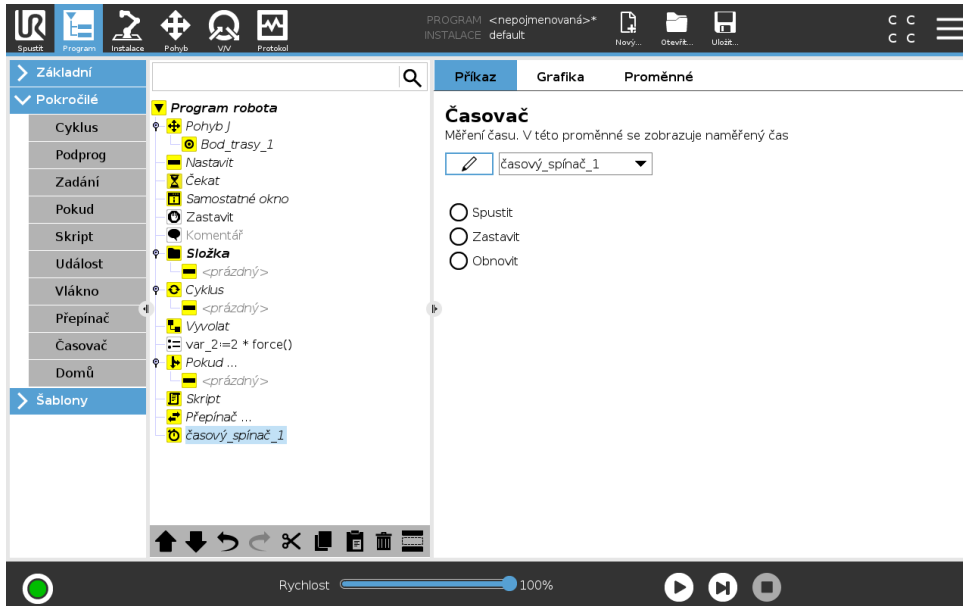 UR
PROGRAM <nepojmenovaná>*
INSTALACE default
Spustit
Program
Instalace
Pohyb
V/V
Protokol
Nový...
Otevřít...
Uložit...
C C
C C
Základní
Pokročilé
Cyklus
Podprog
Zadání
Pokud
Skript
Událost
Vlákno
Přepínač
Časovač
Domů
Šablony
Program robota
Pohyb J
Bod_trasy_1
Nastavit
Čekat
Samostatné okno
Zastavit
Komentář
Složka
<prázdný>
Cyklus
<prázdný>
Vyvolat
var_2:=2 * force()
Pokud ...
<prázdný>
Skript
Přepínač ...
časový_spínač_1
Příkaz Grafika Proměnné
Časovač
Měření času. V této proměnné se zobrazuje naměřený čas
časový_spínač_1
Spustit
Zastavit
Obnovit
Rychlost 100%